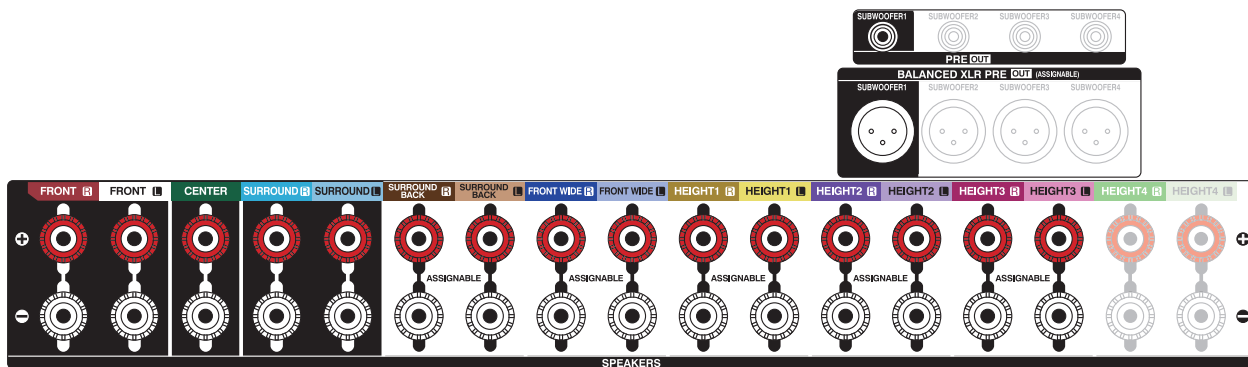 SUBWOOFER1 SUBWOOFER2 SUBWOOFER3 SUBWOOFER4
PRE OUT
BALANCED XLR PRE OUT (ASSIGNABLE)
SUBWOOFER1 SUBWOOFER2 SUBWOOFER3 SUBWOOFER4
FRONT R FRONT L CENTER SURROUND R SURROUND L SURROUND BACK R SURROUND BACK L FRONT WIDE R FRONT WIDE L HEIGHT1 R HEIGHT1 L HEIGHT2 R HEIGHT2 L HEIGHT3 R HEIGHT3 L HEIGHT4 R HEIGHT4 L
+ +
ASSIGNABLE ASSIGNABLE ASSIGNABLE ASSIGNABLE ASSIGNABLE
− −
SPEAKERS